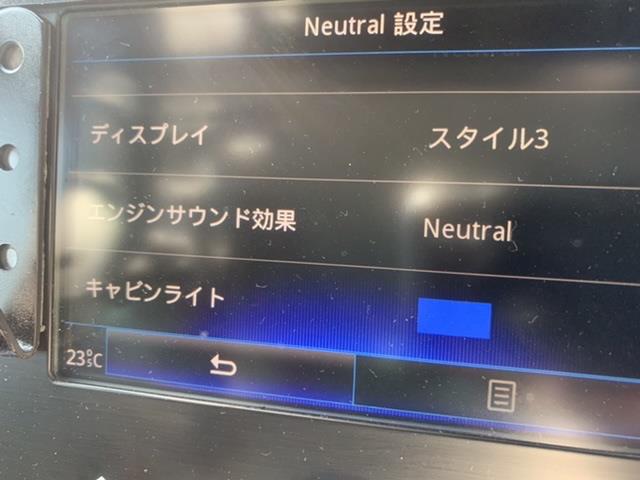 Neutral 設定
ディスプレイ スタイル3
エンジンサウンド効果 Neutral
キャビンライト
23°C